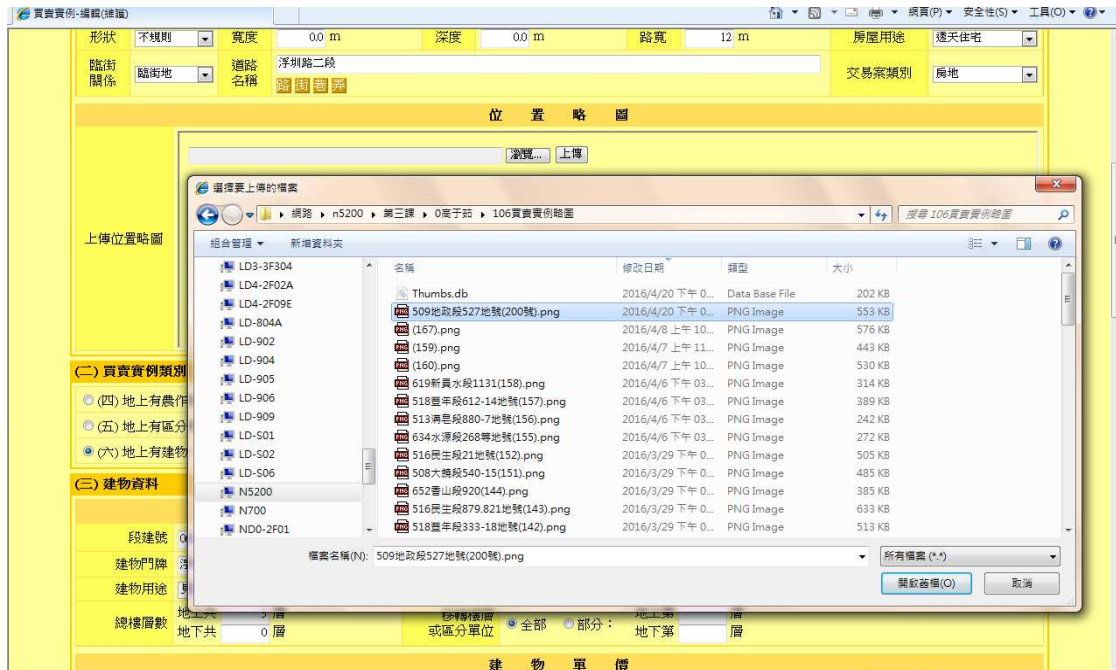 買賣實例-編輯(維護)
網頁(P) 安全性(S) 工具(O)
形狀 不規則 寬度 0.0 m 深度 0.0 m 路寬 12 m 房屋用途 透天住宅
臨街關係 臨街地 道路名稱 浮圳路二段 交易案類別 房地
路 街 巷 弄
位 置 略 圖
瀏覽... 上傳
上傳位置略圖
選擇要上傳的檔案
網路 ▸ n5200 ▸ 第三課 ▸ 0高于茹 ▸ 106買賣實例略圖
搜尋 106買賣實例略圖
組合管理 新增資料夾
名稱 修改日期 類型 大小
LD3-3F304
LD4-2F02A
LD4-2F09E
LD-804A
LD-902
LD-904
LD-905
LD-906
LD-909
LD-S01
LD-S02
LD-S06
N5200
N700
ND0-2F01
Thumbs.db 2016/4/20 下午 0... Data Base File 202 KB
509地政段527地號(200號).png 2016/4/20 下午 0... PNG Image 553 KB
(167).png 2016/4/8 上午 10... PNG Image 576 KB
(159).png 2016/4/7 上午 11... PNG Image 443 KB
(160).png 2016/4/7 上午 10... PNG Image 530 KB
619新員水段1131(158).png 2016/4/6 下午 03... PNG Image 314 KB
518豐年段612-14地號(157).png 2016/4/6 下午 03... PNG Image 389 KB
513溝皂段880-7地號(156).png 2016/4/6 下午 03... PNG Image 242 KB
634水源段268等地號(155).png 2016/4/6 下午 03... PNG Image 272 KB
516民生段21地號(152).png 2016/3/29 下午 0... PNG Image 505 KB
508大饒段540-15(151).png 2016/3/29 下午 0... PNG Image 485 KB
652香山段920(144).png 2016/3/29 下午 0... PNG Image 385 KB
516民生段879.821地號(143).png 2016/3/29 下午 0... PNG Image 633 KB
518豐年段333-18地號(142).png 2016/3/29 下午 0... PNG Image 513 KB
檔案名稱(N): 509地政段527地號(200號).png 所有檔案 (*.*)
開啟舊檔(O) 取消
(二) 買賣實例類別
(四) 地上有農作
(五) 地上有區分
(六) 地上有建物
(三) 建物資料
段建號
建物門牌
建物用途
總樓層數 地上共 層
地下共 0 層
移轉樓層或區分單位 全部 部分： 地上第 層
地下第 層
建 物 單 價